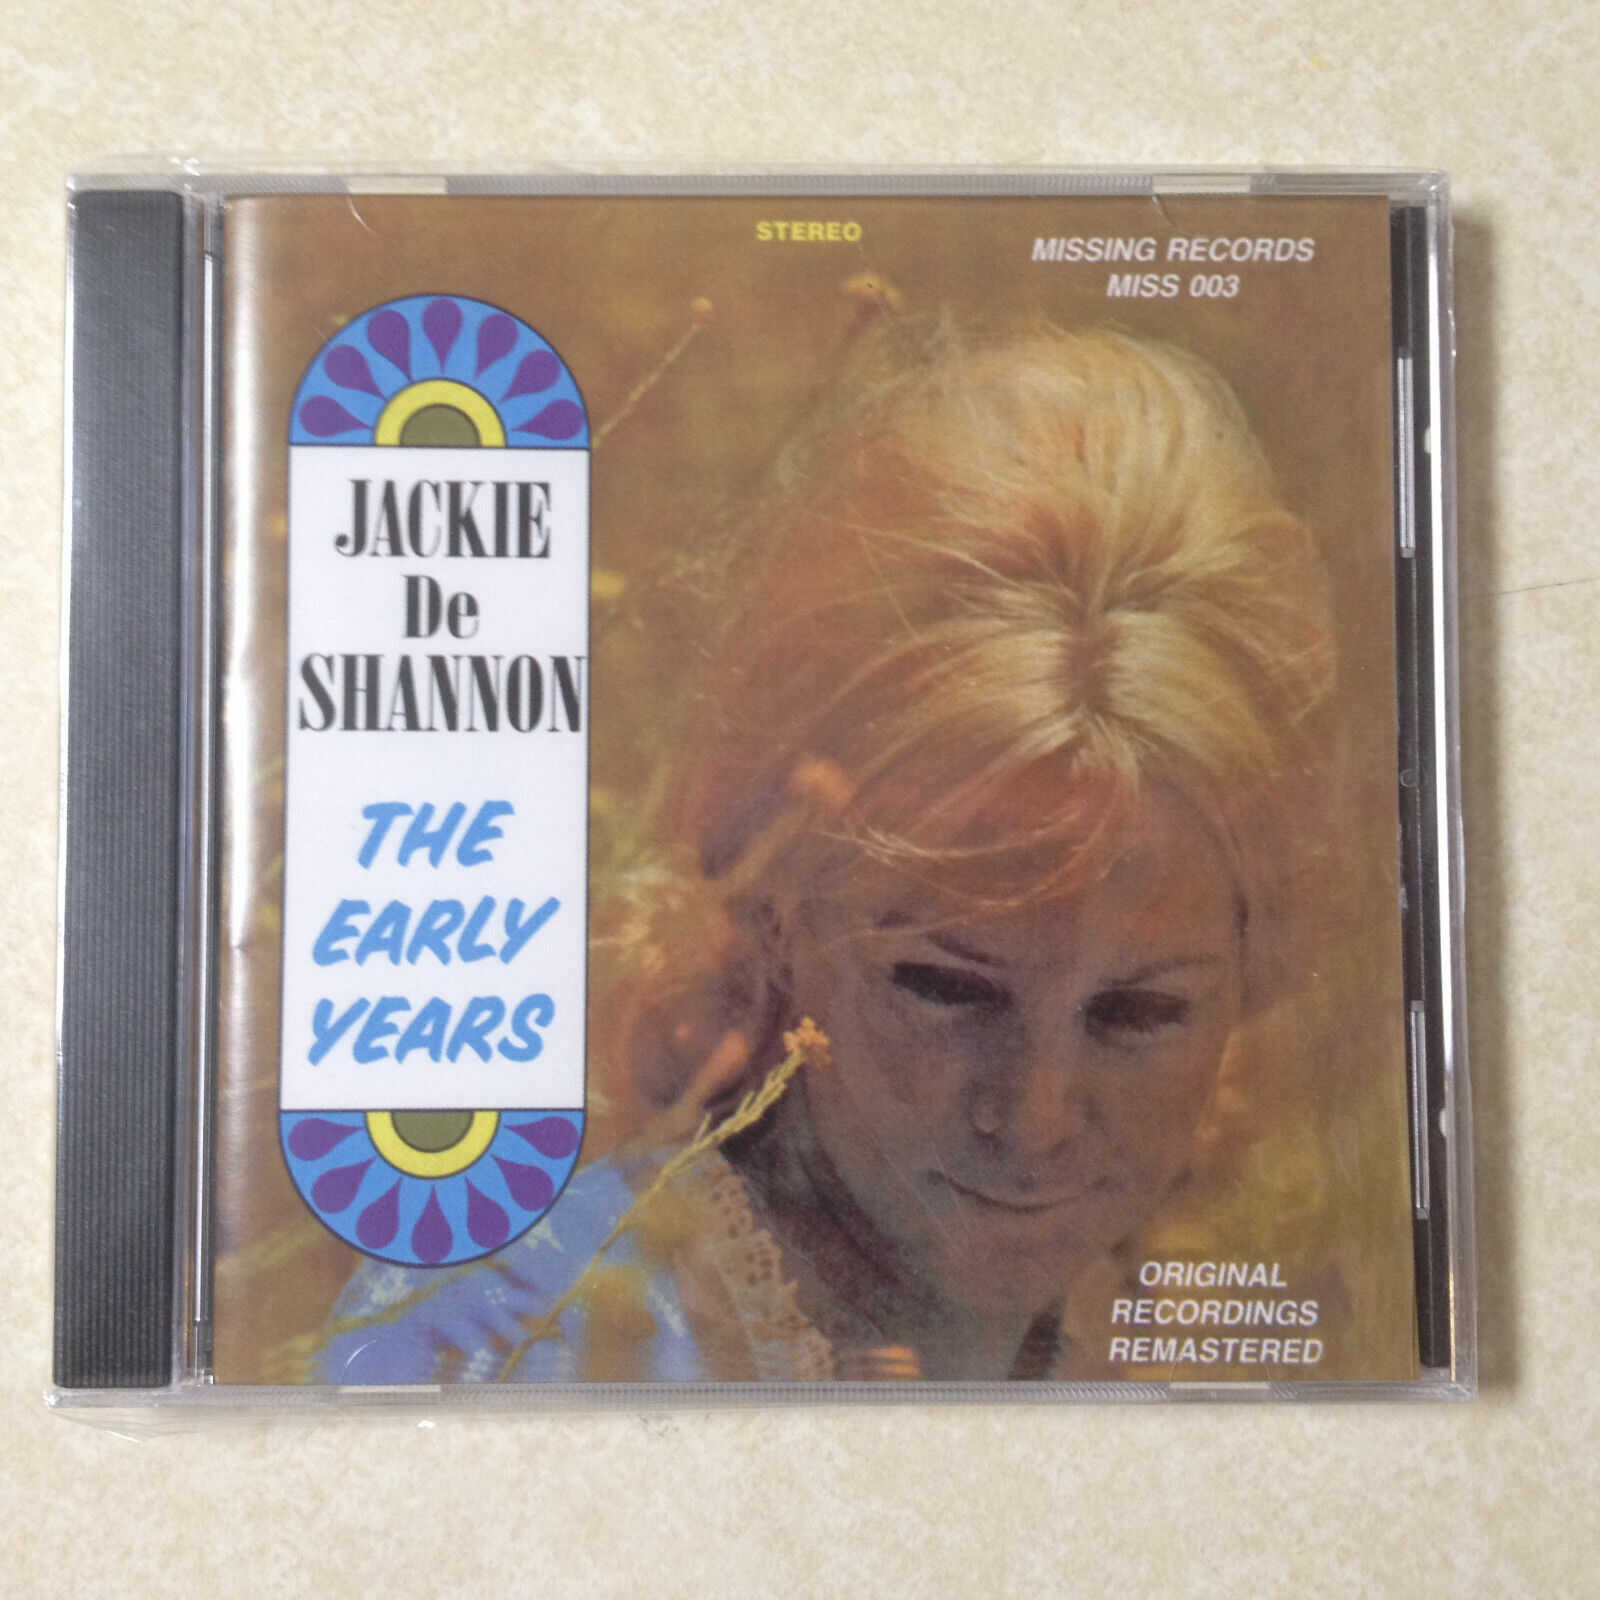 STEREO
MISSING RECORDS
MISS 003
JACKIE
De
SHANNON
THE
EARLY
YEARS
ORIGINAL
RECORDINGS
REMASTERED